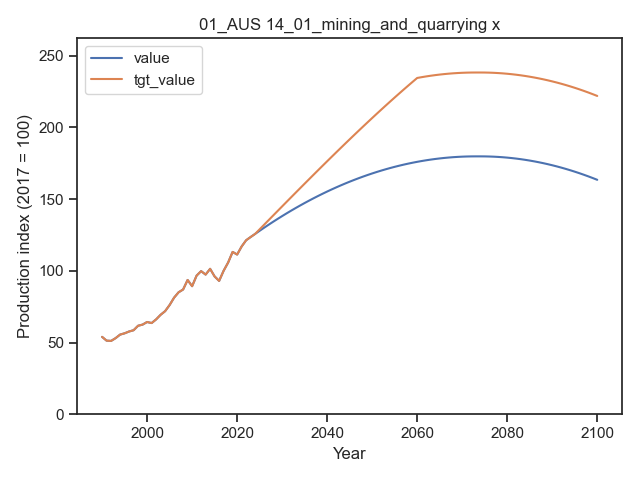 01_AUS 14_01_mining_and_quarrying x
value
tgt_value
Production index (2017 = 100)
250
200
150
100
50
0
2000 2020 2040 2060 2080 2100
Year